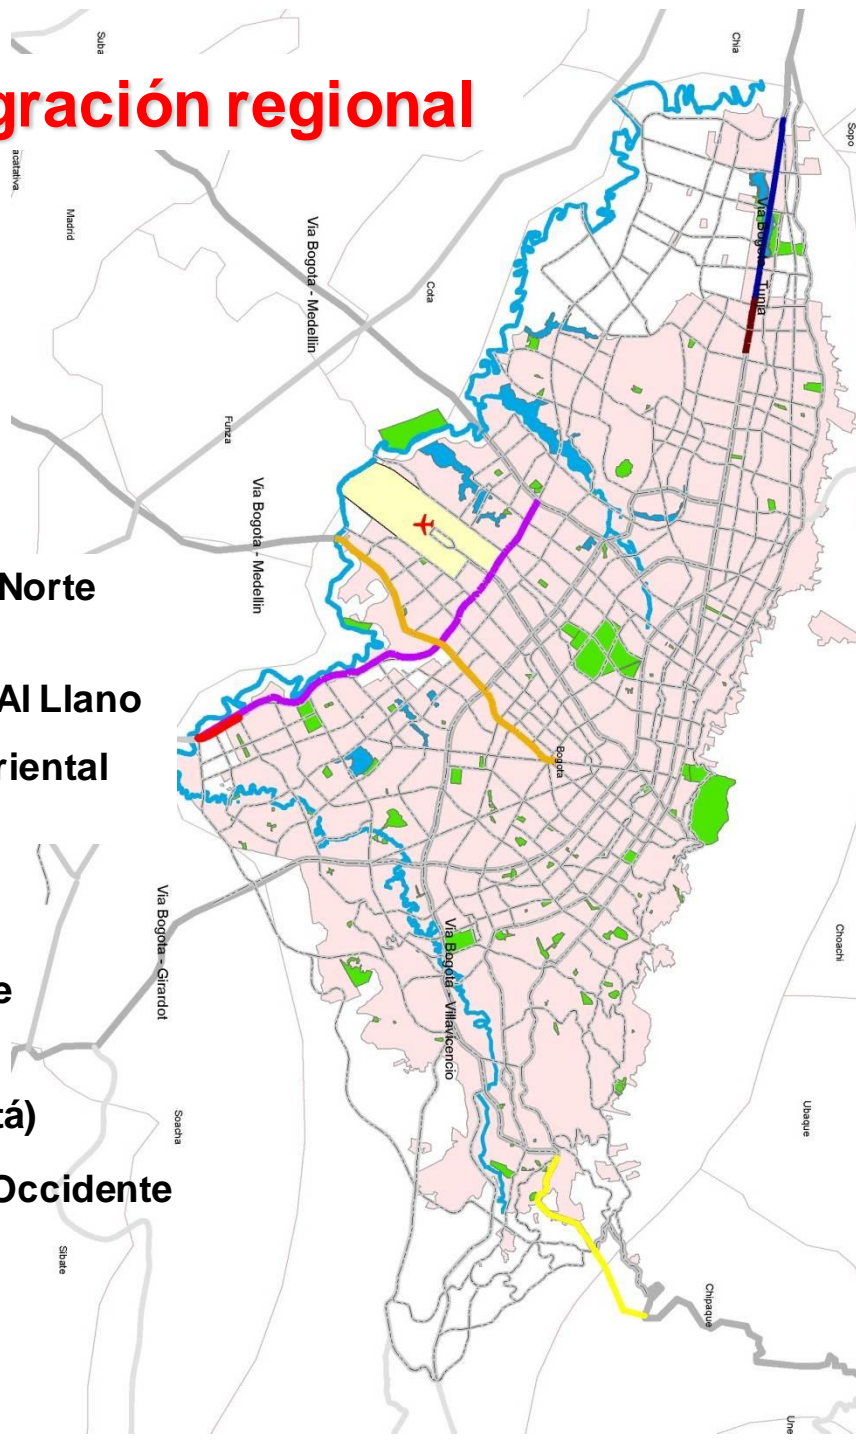 Suba
Chia
gración regional
Sopo
acatativa
Madrid
Via Bogota - Medellin
Cota
Via Bogota - Tunja
Funza
Via Bogota - Medellin
Norte
Al Llano
riental
Bogota
Via Bogota - Girardot
Via Bogota - Villavicencio
Choachi
e
Soacha
tá)
Ubaque
Occidente
Sibate
Chipaque
Une